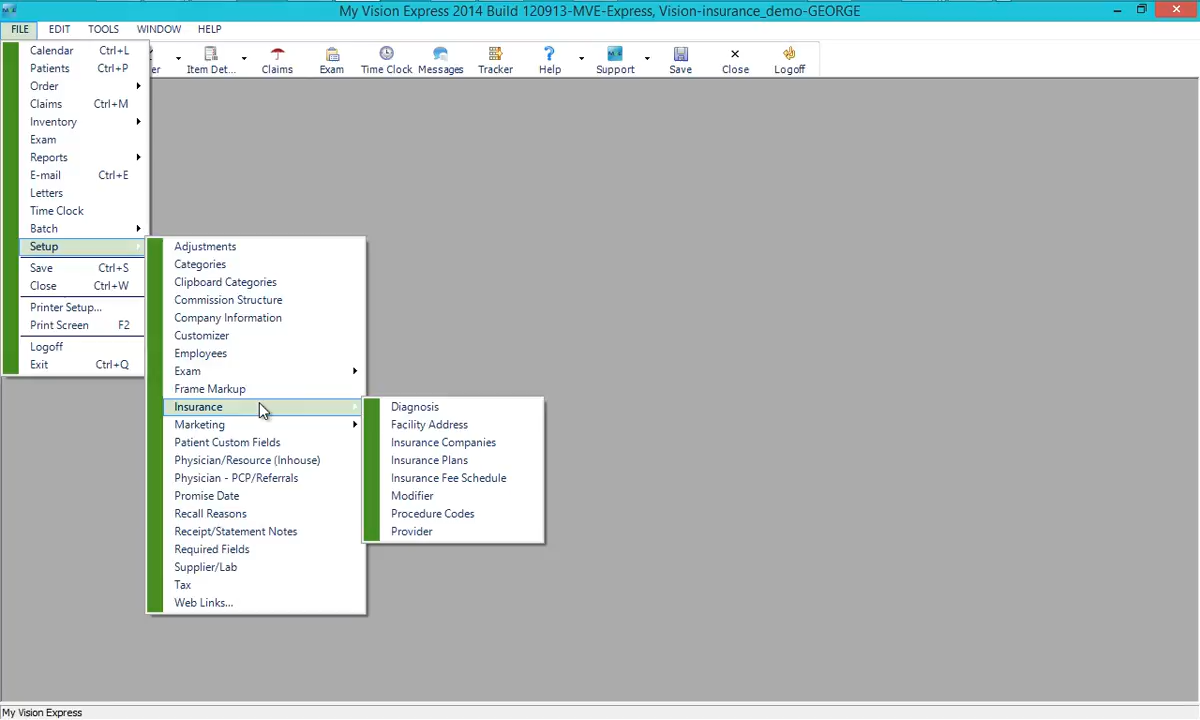 My Vision Express 2014 Build 120913-MVE-Express, Vision-insurance_demo-GEORGE
FILE EDIT TOOLS WINDOW HELP
er Item Det... Claims Exam Time Clock Messages Tracker Help Support Save Close Logoff
Calendar Ctrl+L
Patients Ctrl+P
Order
Claims Ctrl+M
Inventory
Exam
Reports
E-mail Ctrl+E
Letters
Time Clock
Batch
Setup
Save Ctrl+S
Close Ctrl+W
Printer Setup...
Print Screen F2
Logoff
Exit Ctrl+Q
Adjustments
Categories
Clipboard Categories
Commission Structure
Company Information
Customizer
Employees
Exam
Frame Markup
Insurance
Marketing
Patient Custom Fields
Physician/Resource (Inhouse)
Physician - PCP/Referrals
Promise Date
Recall Reasons
Receipt/Statement Notes
Required Fields
Supplier/Lab
Tax
Web Links...
Diagnosis
Facility Address
Insurance Companies
Insurance Plans
Insurance Fee Schedule
Modifier
Procedure Codes
Provider
My Vision Express